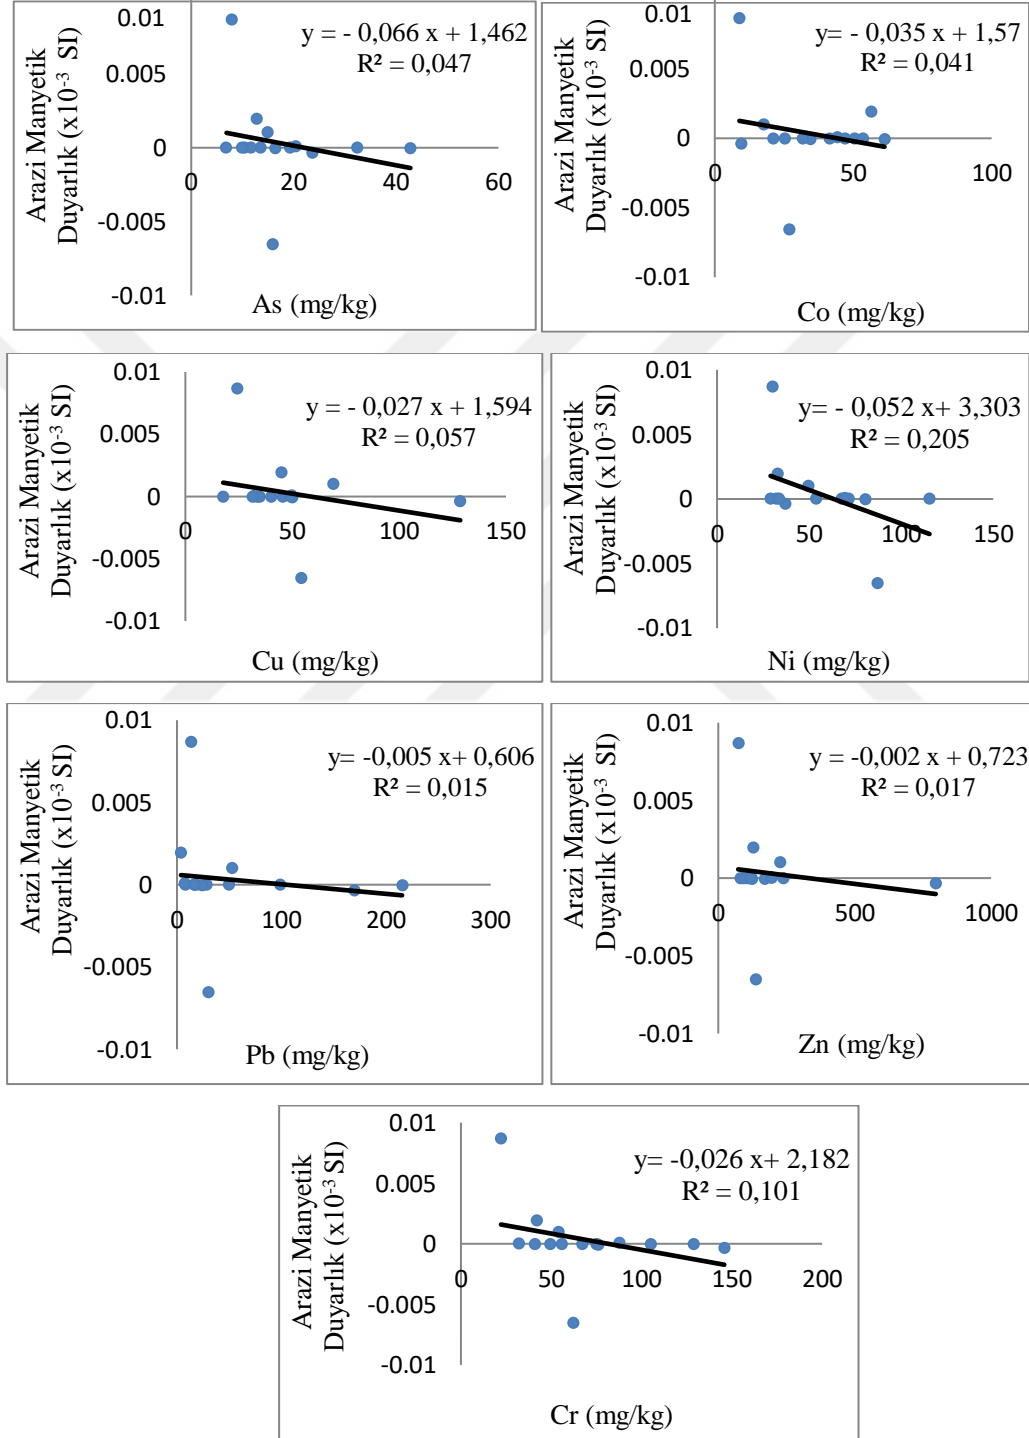 Arazi Manyetik
Duyarlık (x10⁻³ SI)
0.01
0.005
0
-0.005
-0.01
0
20
40
60
y = - 0,066 x + 1,462
R² = 0,047
As (mg/kg)
Arazi Manyetik
Duyarlık (x10⁻³ SI)
0.01
0.005
0
-0.005
-0.01
0
50
100
y= - 0,035 x + 1,57
R² = 0,041
Co (mg/kg)
Arazi Manyetik
Duyarlık (x10⁻³ SI)
0.01
0.005
0
-0.005
-0.01
0
50
100
150
y = - 0,027 x + 1,594
R² = 0,057
Cu (mg/kg)
Arazi Manyetik
Duyarlık (x10⁻³ SI)
0.01
0.005
0
-0.005
-0.01
0
50
100
150
y= - 0,052 x+ 3,303
R² = 0,205
Ni (mg/kg)
Arazi Manyetik
Duyarlık (x10⁻³ SI)
0.01
0.005
0
-0.005
-0.01
0
100
200
300
y= -0,005 x+ 0,606
R² = 0,015
Pb (mg/kg)
Arazi Manyetik
Duyarlık (x10⁻³ SI)
0.01
0.005
0
-0.005
-0.01
0
500
1000
y = -0,002 x + 0,723
R² = 0,017
Zn (mg/kg)
Arazi Manyetik
Duyarlık (x10⁻³ SI)
0.01
0.005
0
-0.005
-0.01
0
50
100
150
200
y= -0,026 x+ 2,182
R² = 0,101
Cr (mg/kg)